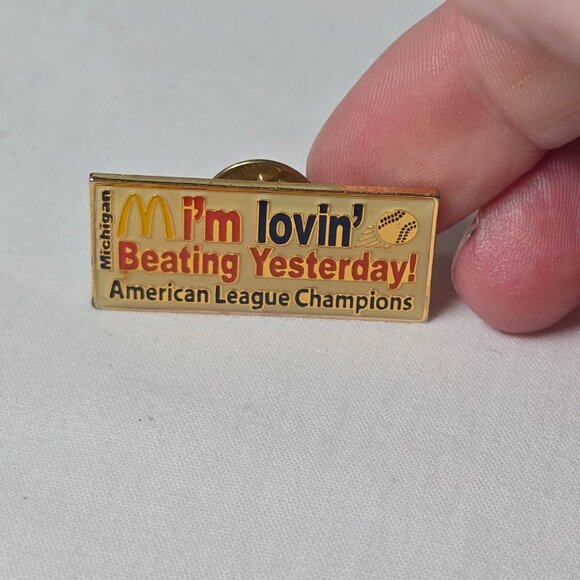 Michigan
M i'm lovin'
Beating Yesterday!
American League Champions